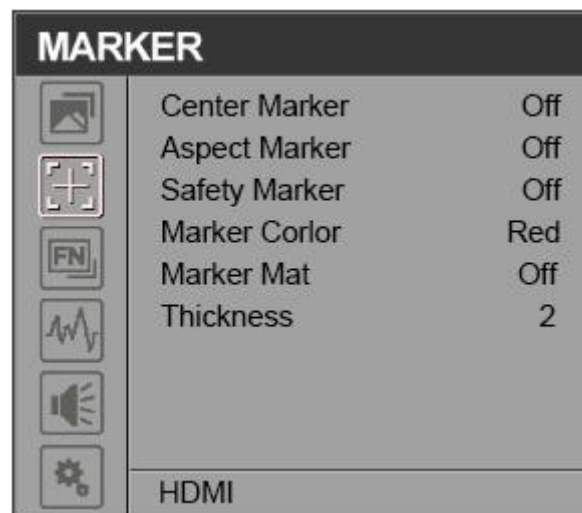 MARKER
Center Marker Off
Aspect Marker Off
Safety Marker Off
Marker Corlor Red
FN
Marker Mat Off
Thickness 2
HDMI